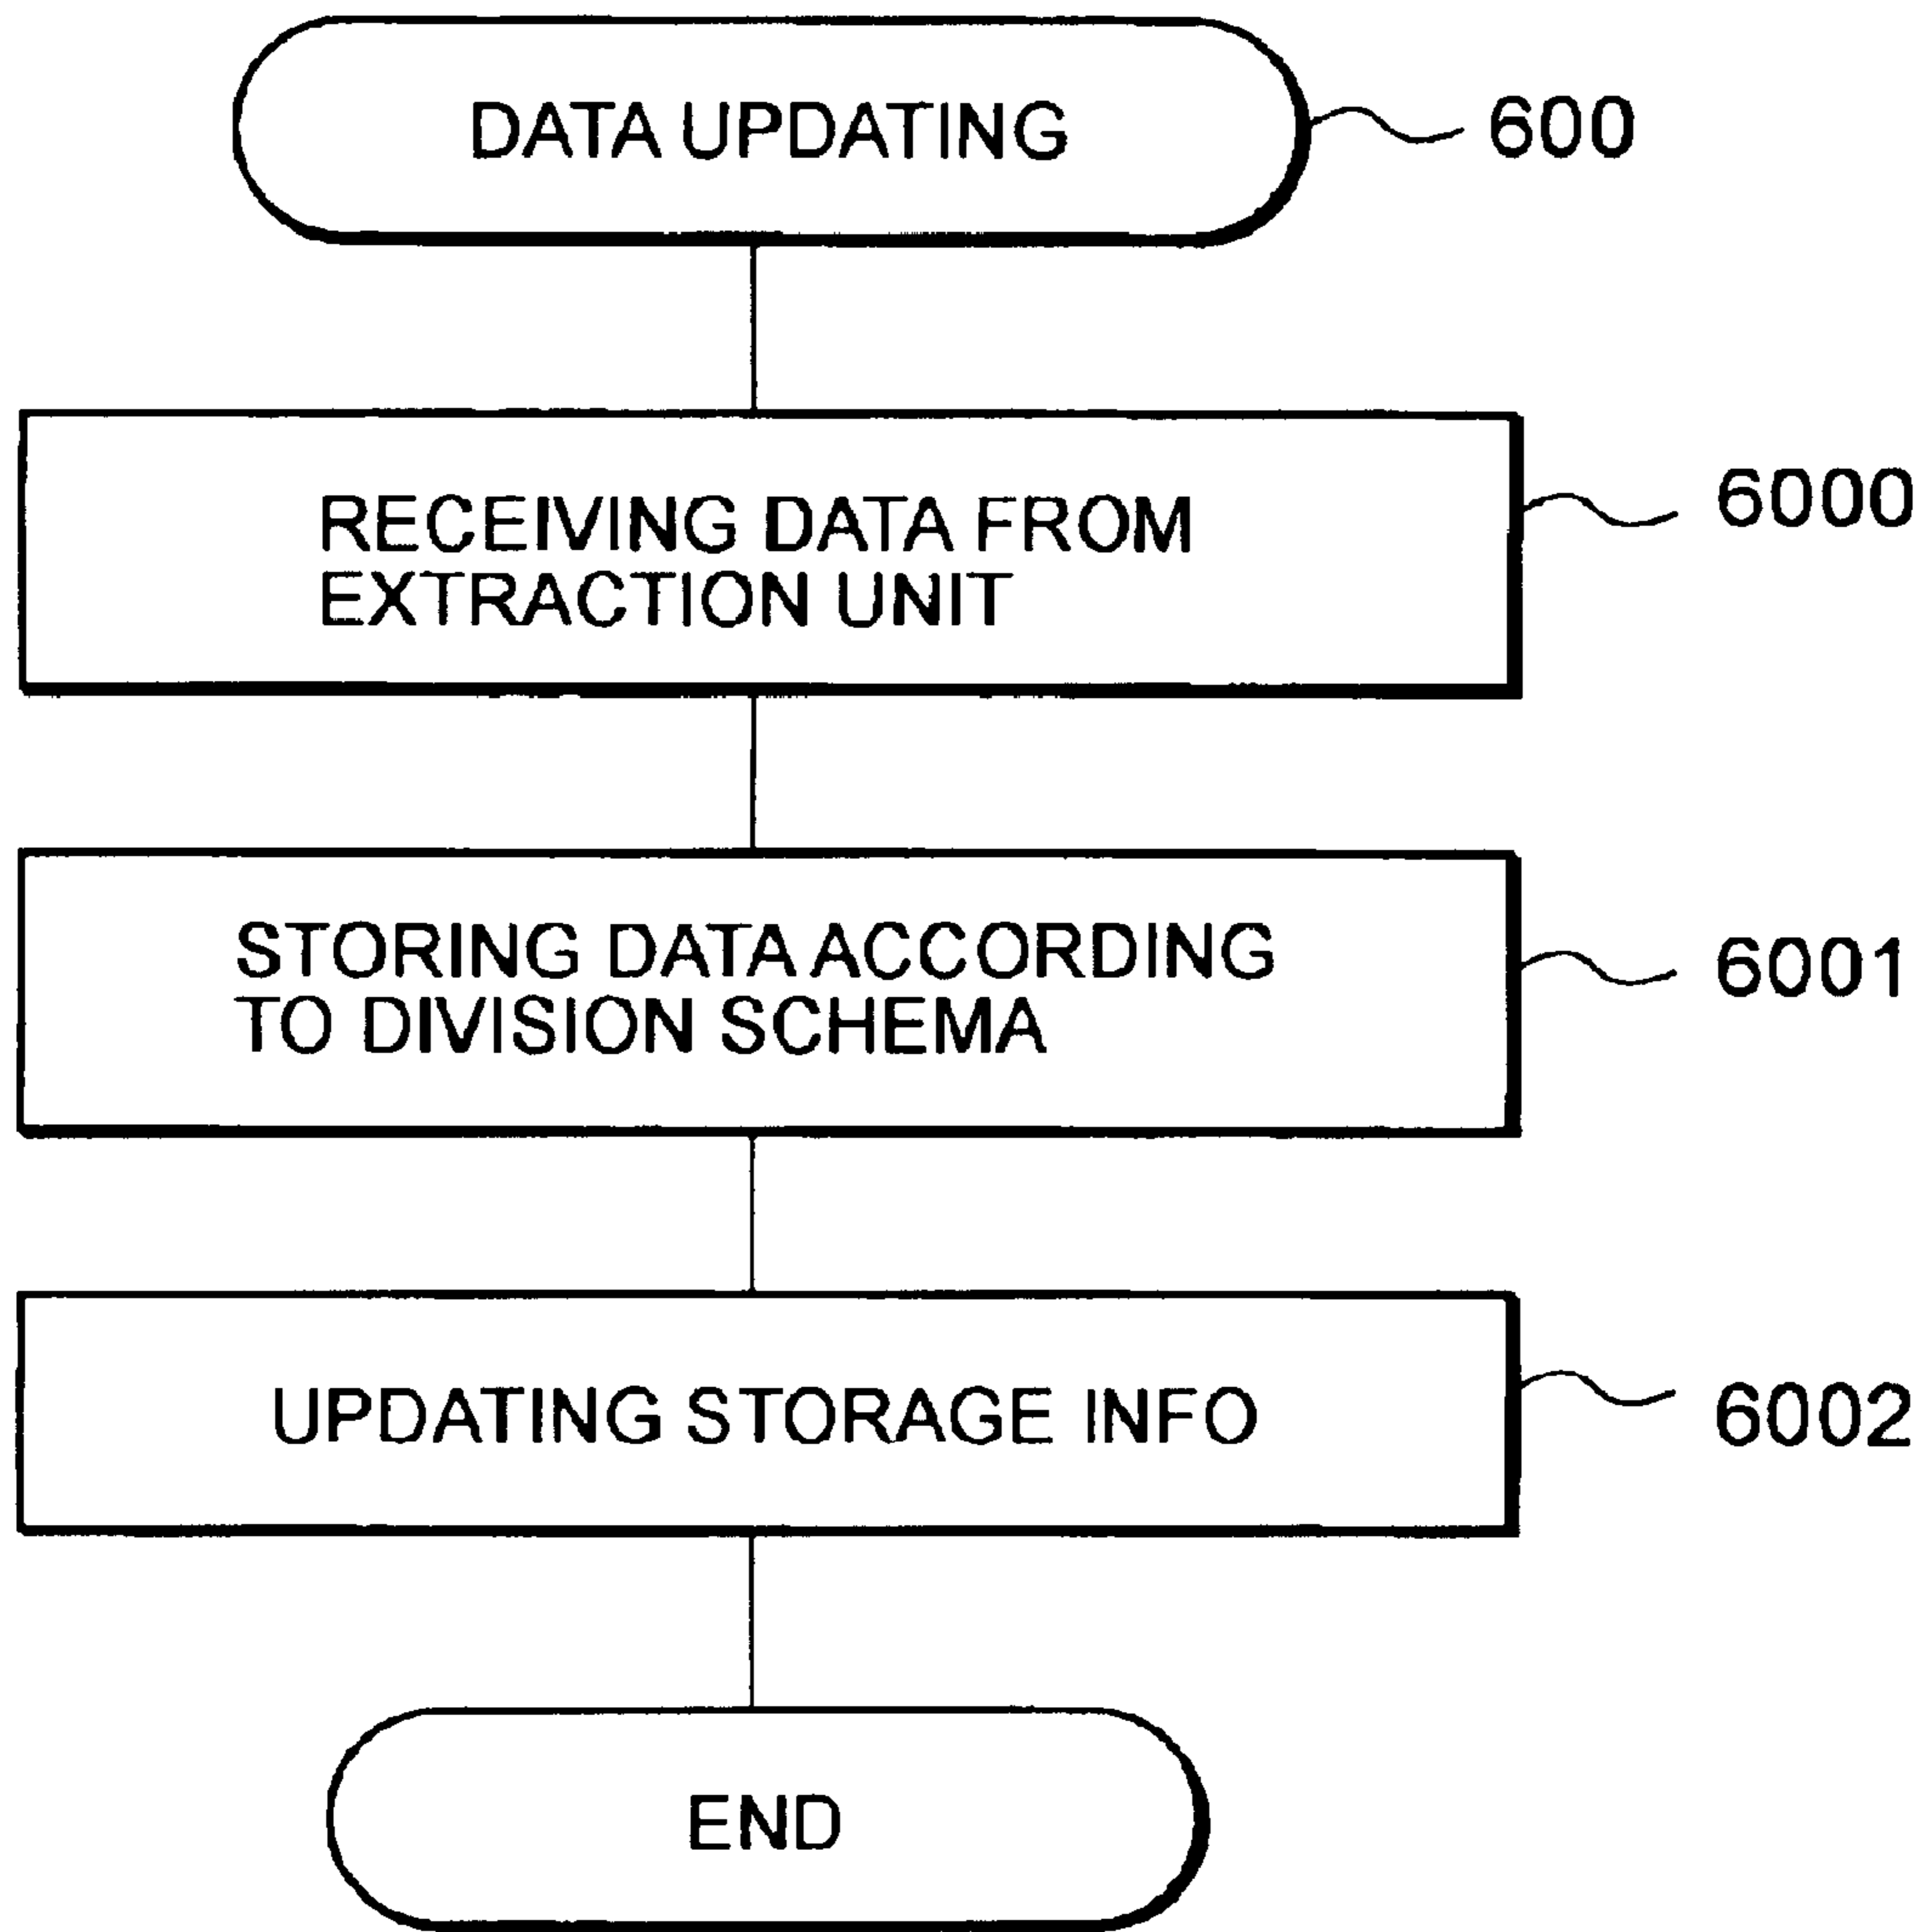 DATA UPDATING
600
RECEIVING DATA FROM
EXTRACTION UNIT
6000
STORING DATA ACCORDING
TO DIVISION SCHEMA
6001
UPDATING STORAGE INFO
6002
END